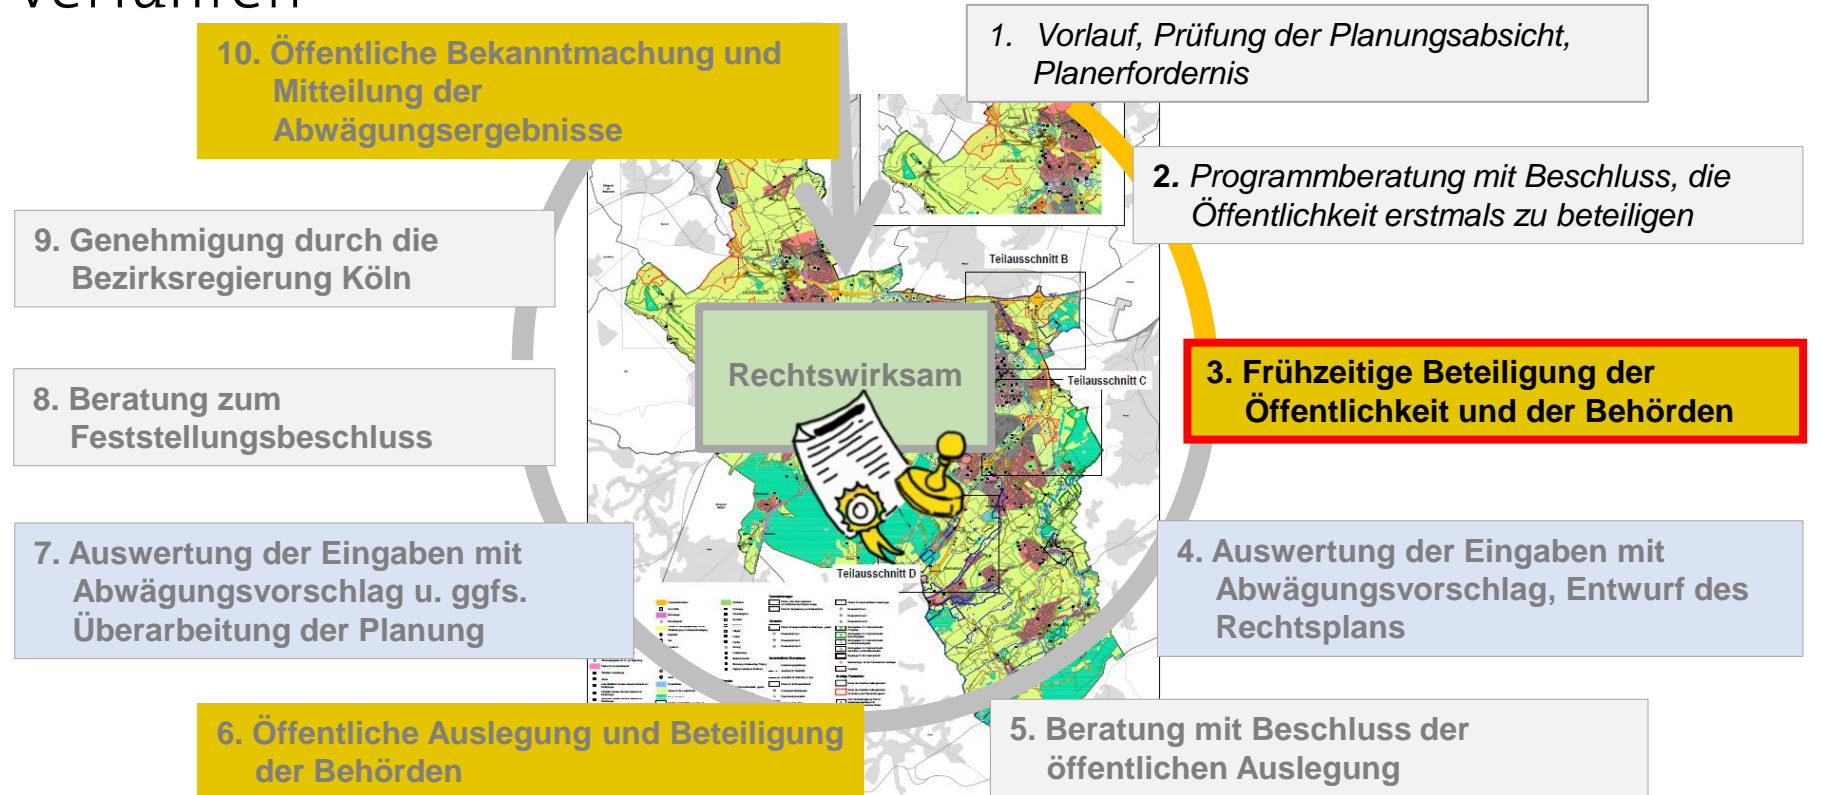 Verfahren
1. Vorlauf, Prüfung der Planungsabsicht,
Planerfordernis
2. Programmberatung mit Beschluss, die
Öffentlichkeit erstmals zu beteiligen
3. Frühzeitige Beteiligung der
Öffentlichkeit und der Behörden
4. Auswertung der Eingaben mit
Abwägungsvorschlag, Entwurf des
Rechtsplans
5. Beratung mit Beschluss der
öffentlichen Auslegung
6. Öffentliche Auslegung und Beteiligung
der Behörden
7. Auswertung der Eingaben mit
Abwägungsvorschlag u. ggfs.
Überarbeitung der Planung
8. Beratung zum
Feststellungsbeschluss
9. Genehmigung durch die
Bezirksregierung Köln
10. Öffentliche Bekanntmachung und
Mitteilung der
Abwägungsergebnisse
Rechtswirksam
Teilausschnitt B
Teilausschnitt C
Teilausschnitt D